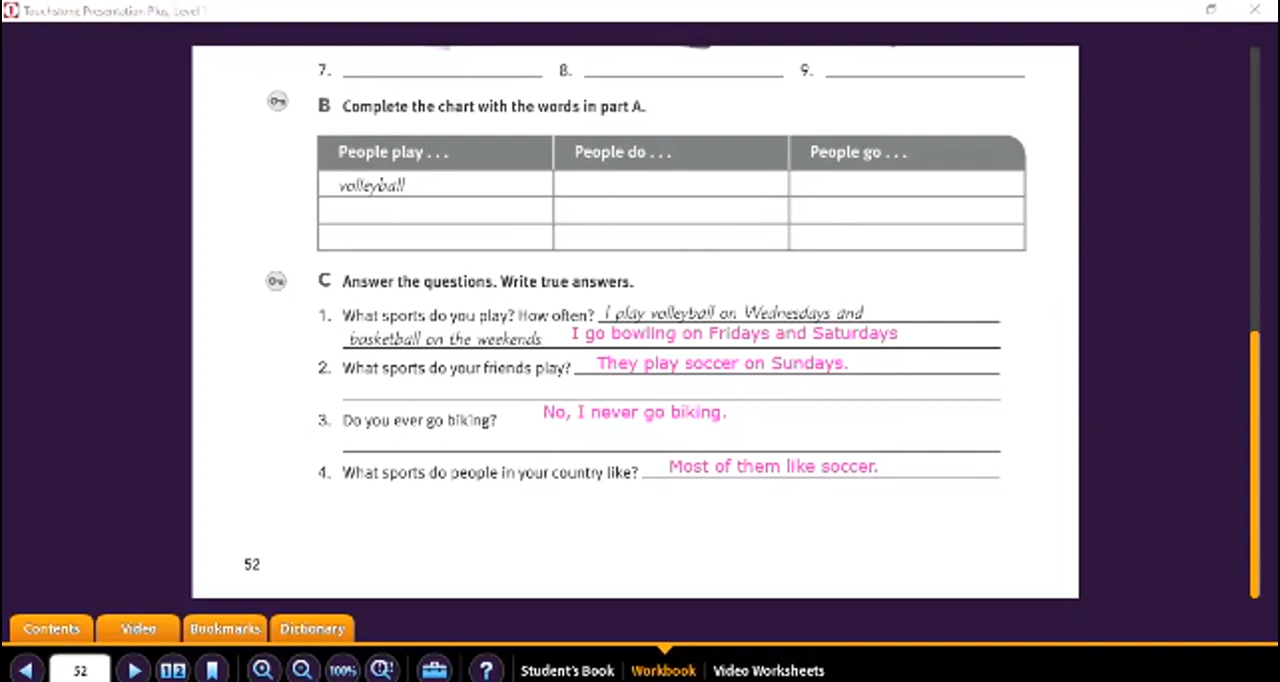 Touchstone Presentation Plus, Level 1
7. 8. 9.
B Complete the chart with the words in part A.
People play . . . People do . . . People go . . .
volleyball
C Answer the questions. Write true answers.
1. What sports do you play? How often? I play volleyball on Wednesdays and
basketball on the weekends. I go bowling on Fridays and Saturdays
2. What sports do your friends play? They play soccer on Sundays.
3. Do you ever go biking? No, I never go biking.
4. What sports do people in your country like? Most of them like soccer.
52
Contents Video Bookmarks Dictionary
52 12 100% ? Student's Book Workbook Video Worksheets